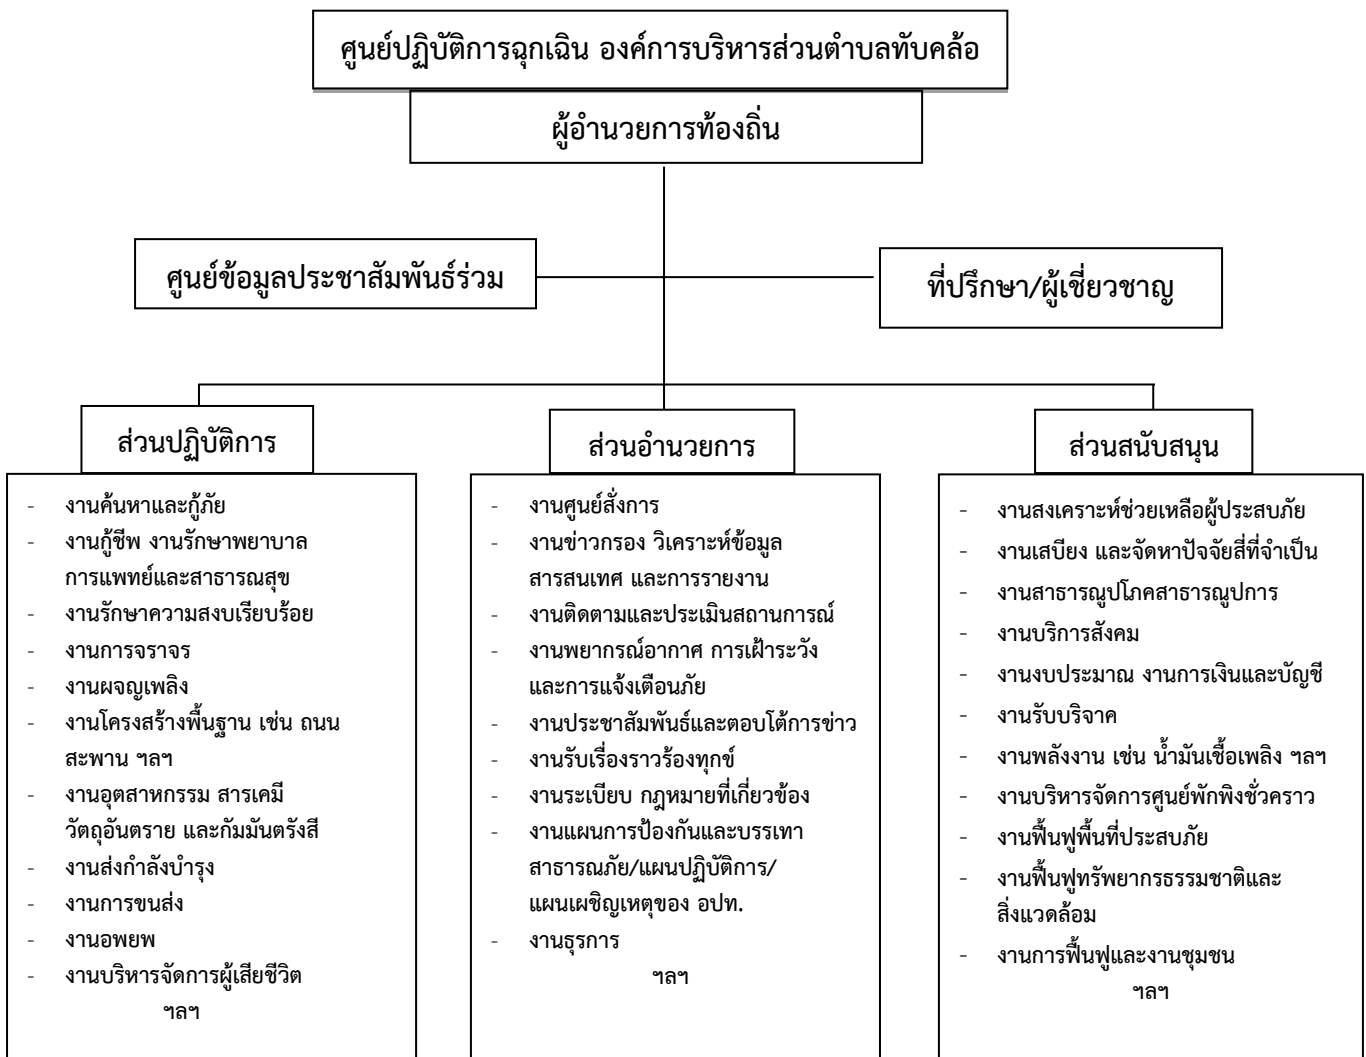 ศูนย์ปฏิบัติการฉุกเฉิน องค์การบริหารส่วนตำบลทับคล้อ
ผู้อำนวยการท้องถิ่น
ศูนย์ข้อมูลประชาสัมพันธ์ร่วม
ที่ปรึกษา/ผู้เชี่ยวชาญ
ส่วนปฏิบัติการ
- งานค้นหาและกู้ภัย
- งานกู้ชีพ งานรักษาพยาบาล
การแพทย์และสาธารณสุข
- งานรักษาความสงบเรียบร้อย
- งานการจราจร
- งานผจญเพลิง
- งานโครงสร้างพื้นฐาน เช่น ถนน
สะพาน ฯลฯ
- งานอุตสาหกรรม สารเคมี
วัตถุอันตราย และกัมมันตรังสี
- งานส่งกำลังบำรุง
- งานการขนส่ง
- งานอพยพ
- งานบริหารจัดการผู้เสียชีวิต
ฯลฯ
ส่วนอำนวยการ
- งานศูนย์สั่งการ
- งานข่าวกรอง วิเคราะห์ข้อมูล
สารสนเทศ และการรายงาน
- งานติดตามและประเมินสถานการณ์
- งานพยากรณ์อากาศ การเฝ้าระวัง
และการแจ้งเตือนภัย
- งานประชาสัมพันธ์และตอบโต้การข่าว
- งานรับเรื่องราวร้องทุกข์
- งานระเบียบ กฎหมายที่เกี่ยวข้อง
- งานแผนการป้องกันและบรรเทา
สาธารณภัย/แผนปฏิบัติการ/
แผนเผชิญเหตุของ อปท.
- งานธุรการ
ฯลฯ
ส่วนสนับสนุน
- งานสงเคราะห์ช่วยเหลือผู้ประสบภัย
- งานเสบียง และจัดหาปัจจัยสี่ที่จำเป็น
- งานสาธารณูปโภคสาธารณูปการ
- งานบริการสังคม
- งานงบประมาณ งานการเงินและบัญชี
- งานรับบริจาค
- งานพลังงาน เช่น น้ำมันเชื้อเพลิง ฯลฯ
- งานบริหารจัดการศูนย์พักพิงชั่วคราว
- งานฟื้นฟูพื้นที่ประสบภัย
- งานฟื้นฟูทรัพยากรธรรมชาติและ
สิ่งแวดล้อม
- งานการฟื้นฟูและงานชุมชน
ฯลฯ